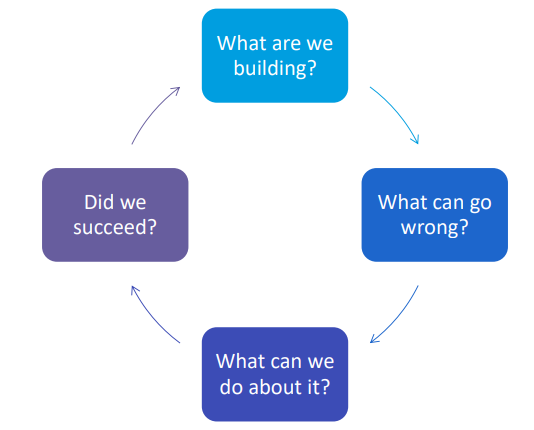 What are we
building?
What can go
wrong?
What can we
do about it?
Did we
succeed?